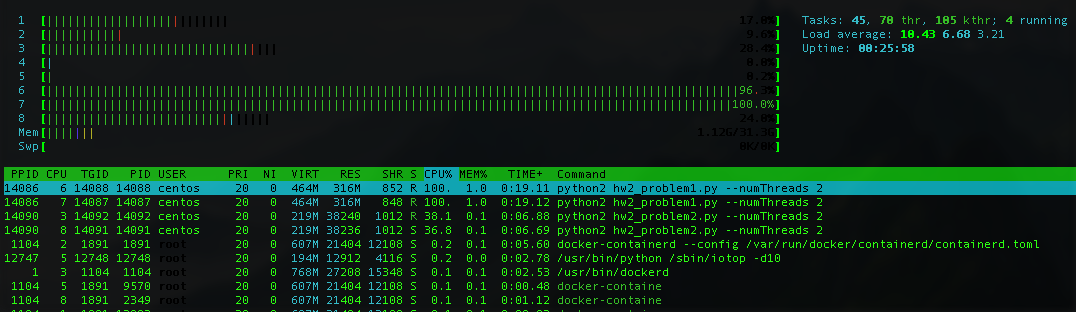 1 [|||||||||||||||||||||||||| 17.0%]
2 [||||||||||| 9.6%]
3 [||||||||||||||||||||||||||||||||| 28.4%]
4 [| 0.0%]
5 [| 0.2%]
6 [||||||||||||||||||||||||||||||||||||||||||||||||||||||||||||||||||||||||||||||||||||||||||||||||||96.3%]
7 [||||||||||||||||||||||||||||||||||||||||||||||||||||||||||||||||||||||||||||||||||||||||||||||||||100.0%]
8 [|||||||||||||||||||||||||||||||| 24.0%]
Mem[||||||| 1.12G/31.3G]
Swp[ 0K/0K]
Tasks: 45, 70 thr, 105 kthr; 4 running
Load average: 10.43 6.68 3.21
Uptime: 00:25:58
PPID CPU TGID PID USER PRI NI VIRT RES SHR S CPU% MEM% TIME+ Command
14086 6 14088 14088 centos 20 0 464M 316M 852 R 100. 1.0 0:19.11 python2 hw2_problem1.py --numThreads 2
14086 7 14087 14087 centos 20 0 464M 316M 848 R 100. 1.0 0:19.12 python2 hw2_problem1.py --numThreads 2
14090 3 14092 14092 centos 20 0 219M 38240 1012 R 38.1 0.1 0:06.88 python2 hw2_problem2.py --numThreads 2
14090 8 14091 14091 centos 20 0 219M 38236 1012 S 36.8 0.1 0:06.69 python2 hw2_problem2.py --numThreads 2
1104 2 1891 1891 root 20 0 607M 21404 12108 S 0.2 0.1 0:05.60 docker-containerd --config /var/run/docker/containerd/containerd.toml
12747 5 12748 12748 root 20 0 194M 12912 4116 S 0.2 0.0 0:02.78 /usr/bin/python /sbin/iotop -d10
1 3 1104 1104 root 20 0 768M 27208 15348 S 0.1 0.1 0:02.53 /usr/bin/dockerd
1104 5 1891 9570 root 20 0 607M 21404 12108 S 0.1 0.1 0:00.48 docker-containe
1104 8 1891 2349 root 20 0 607M 21404 12108 S 0.1 0.1 0:01.12 docker-containe